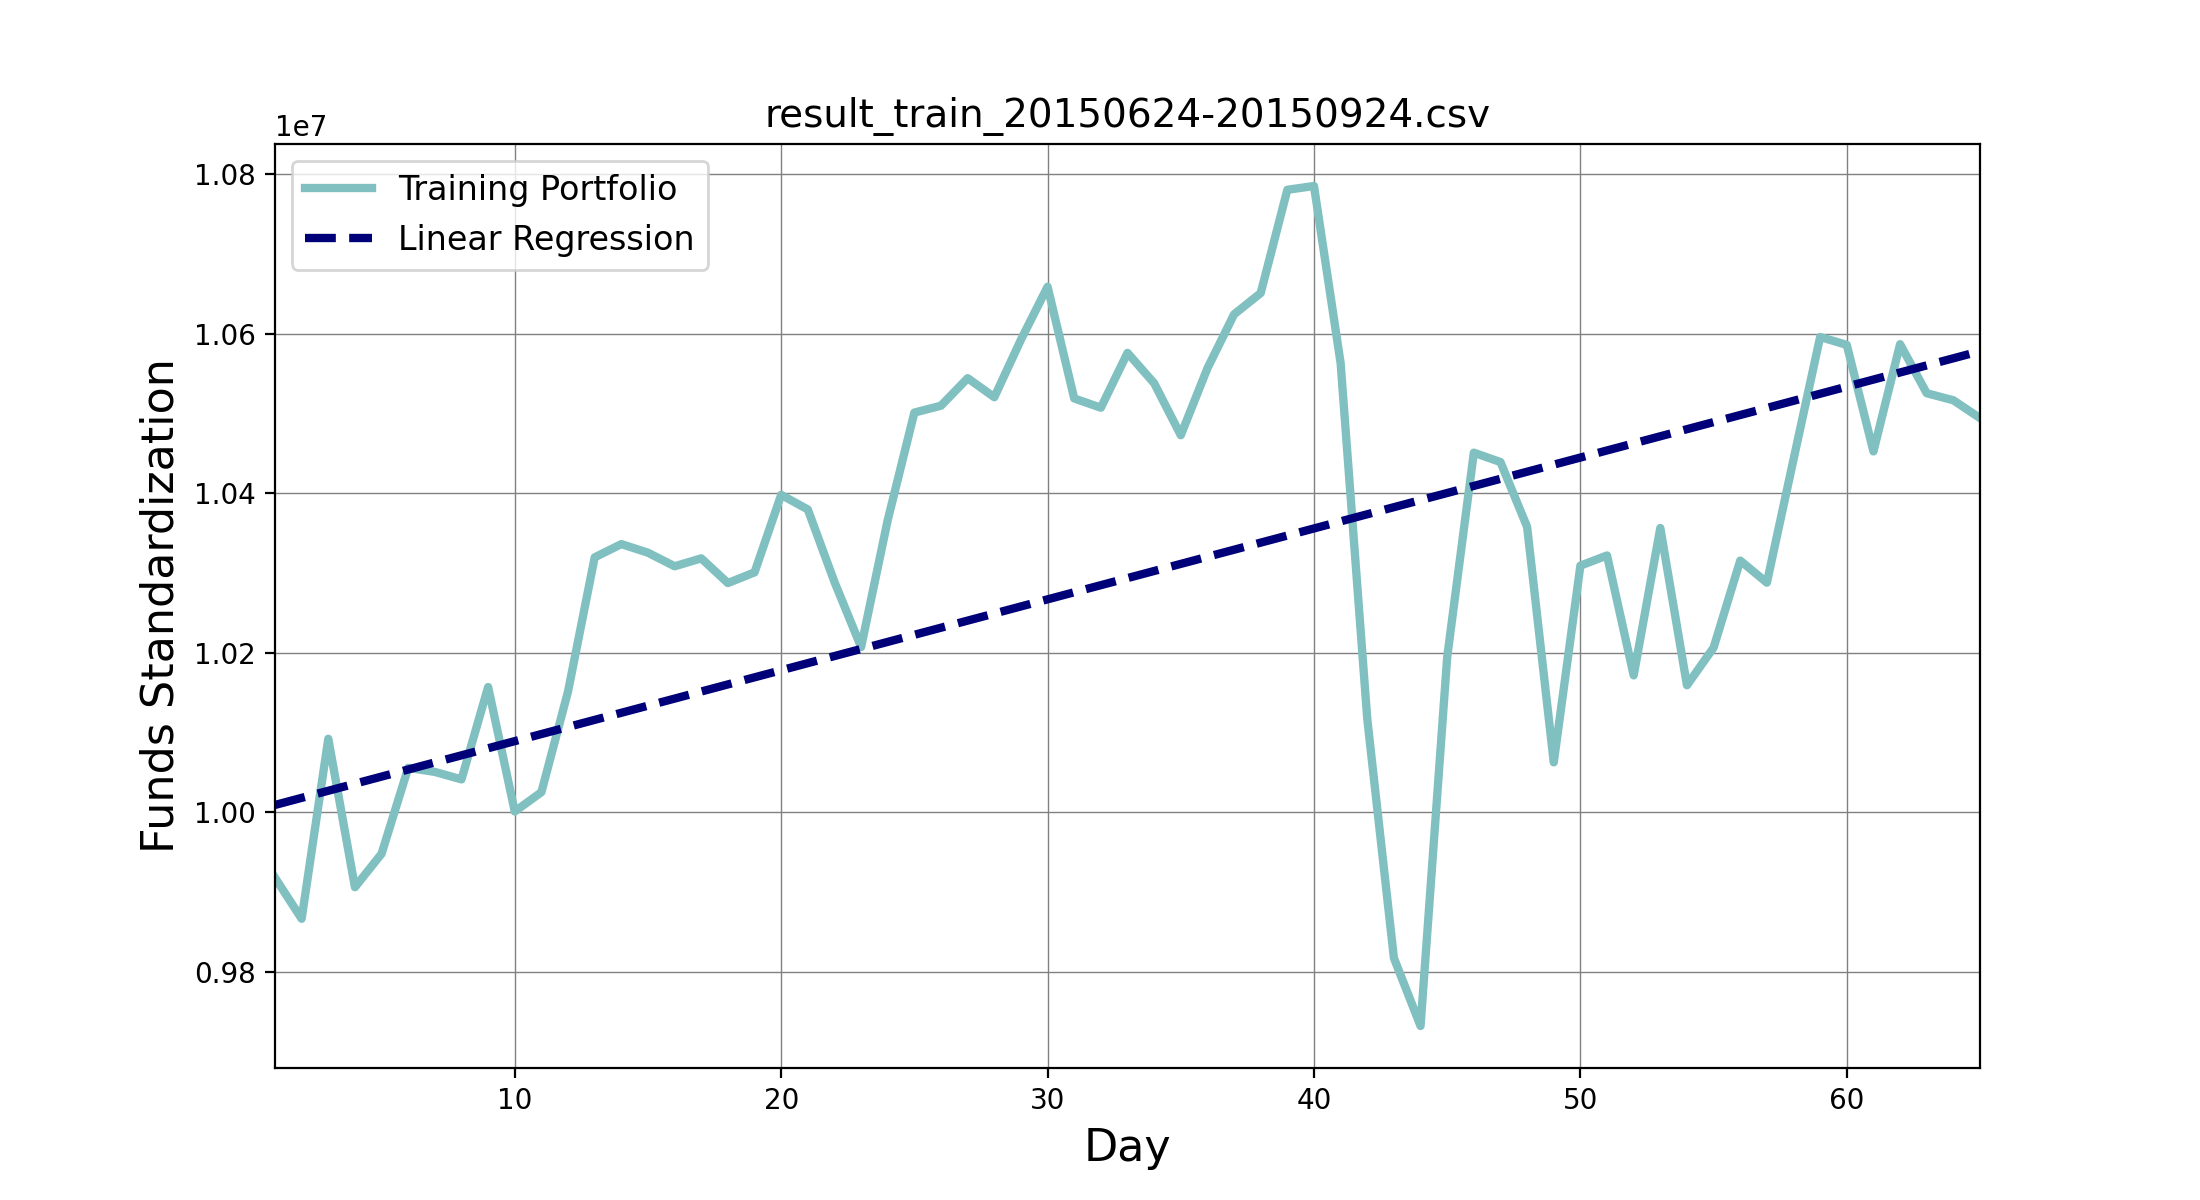 result_train_20150624-20150924.csv
1e7
Training Portfolio
Linear Regression
1.08
1.06
1.04
1.02
1.00
0.98
Funds Standardization
10 20 30 40 50 60
Day